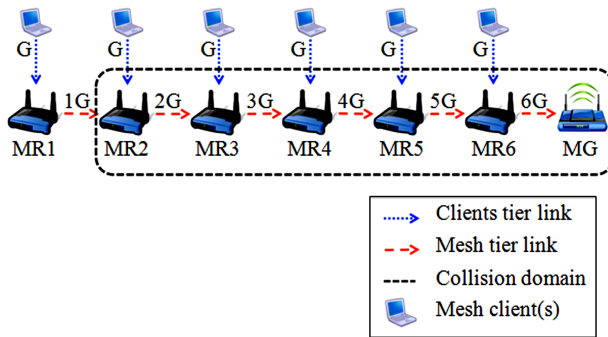 G G G G G G
1G 2G 3G 4G 5G 6G
MR1 MR2 MR3 MR4 MR5 MR6 MG
Clients tier link
Mesh tier link
Collision domain
Mesh client(s)